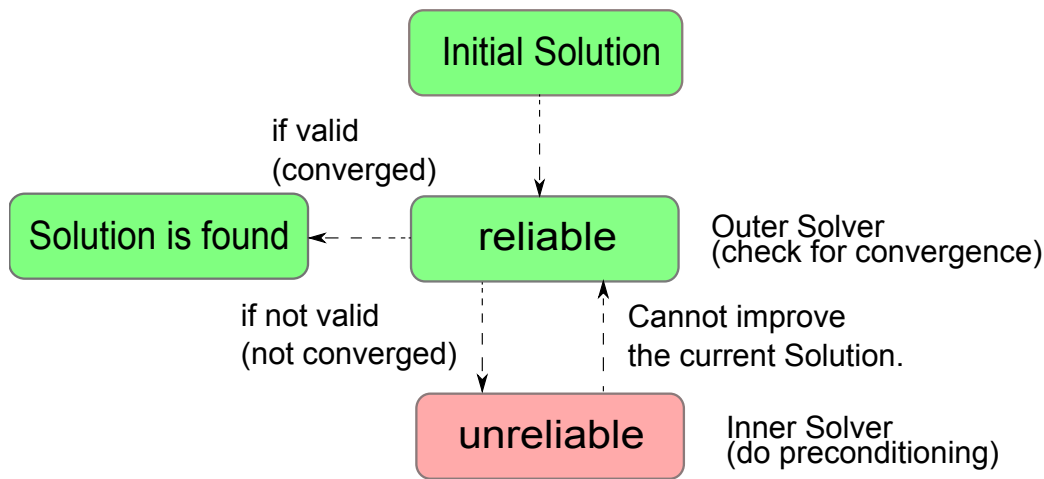 Initial Solution
if valid
(converged)
Solution is found
reliable
Outer Solver
(check for convergence)
if not valid
(not converged)
Cannot improve
the current Solution.
unreliable
Inner Solver
(do preconditioning)